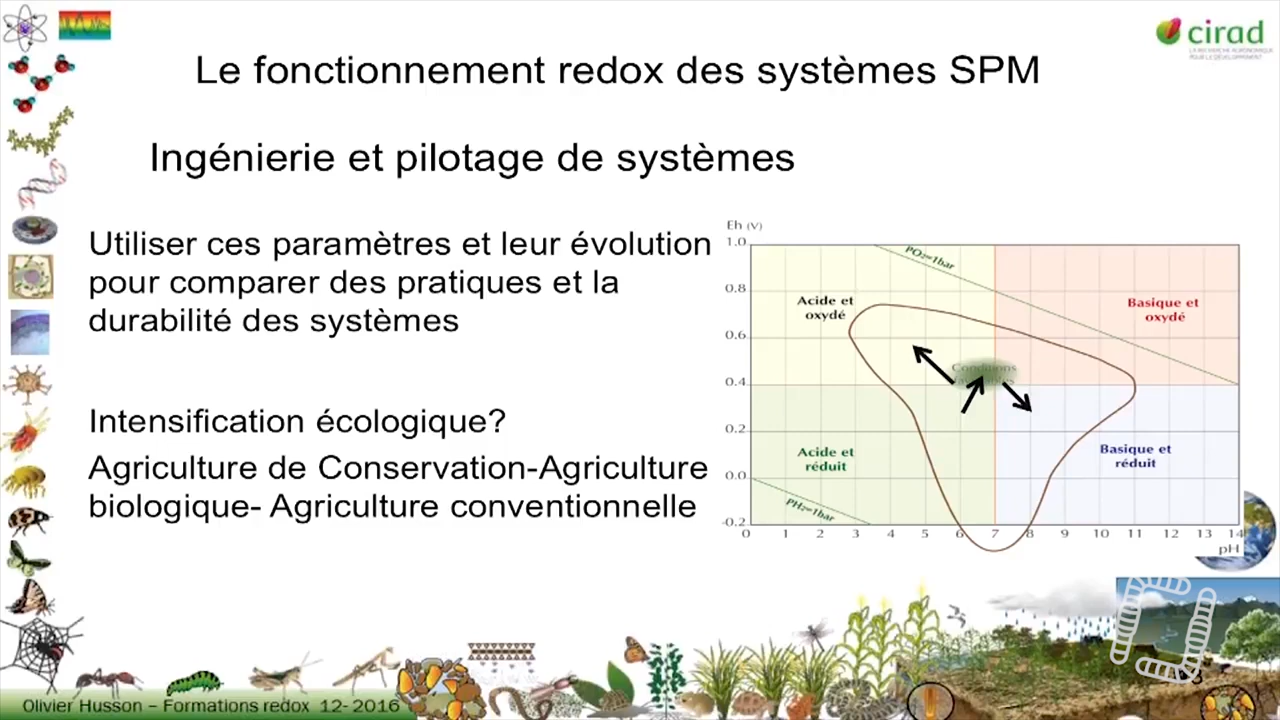 cirad
LA RECHERCHE AGRONOMIQUE
POUR LE DÉVELOPPEMENT
Le fonctionnement redox des systèmes SPM
Ingénierie et pilotage de systèmes
Utiliser ces paramètres et leur évolution
pour comparer des pratiques et la
durabilité des systèmes
Intensification écologique?
Agriculture de Conservation-Agriculture
biologique- Agriculture conventionnelle
Eh (V)
1.0
0.8
0.6
0.4
0.2
0.0
-0.2
PO₂=1bar
Acide et
oxydé
Basique et
oxydé
Conditions
Acide et
réduit
Basique et
réduit
PH₂=1bar
0 1 2 3 4 5 6 7 8 9 10 11 12 13 14
pH
Olivier Husson – Formations redox 12- 2016